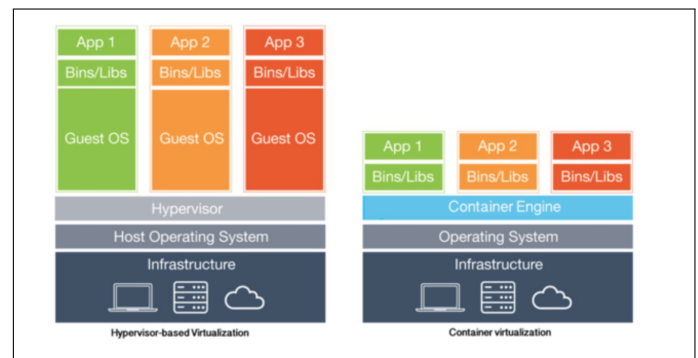 App 1 App 2 App 3
Bins/Libs Bins/Libs Bins/Libs
Guest OS Guest OS Guest OS
Hypervisor
Host Operating System
Infrastructure
Hypervisor-based Virtualization
App 1 App 2 App 3
Bins/Libs Bins/Libs Bins/Libs
Container Engine
Operating System
Infrastructure
Container virtualization